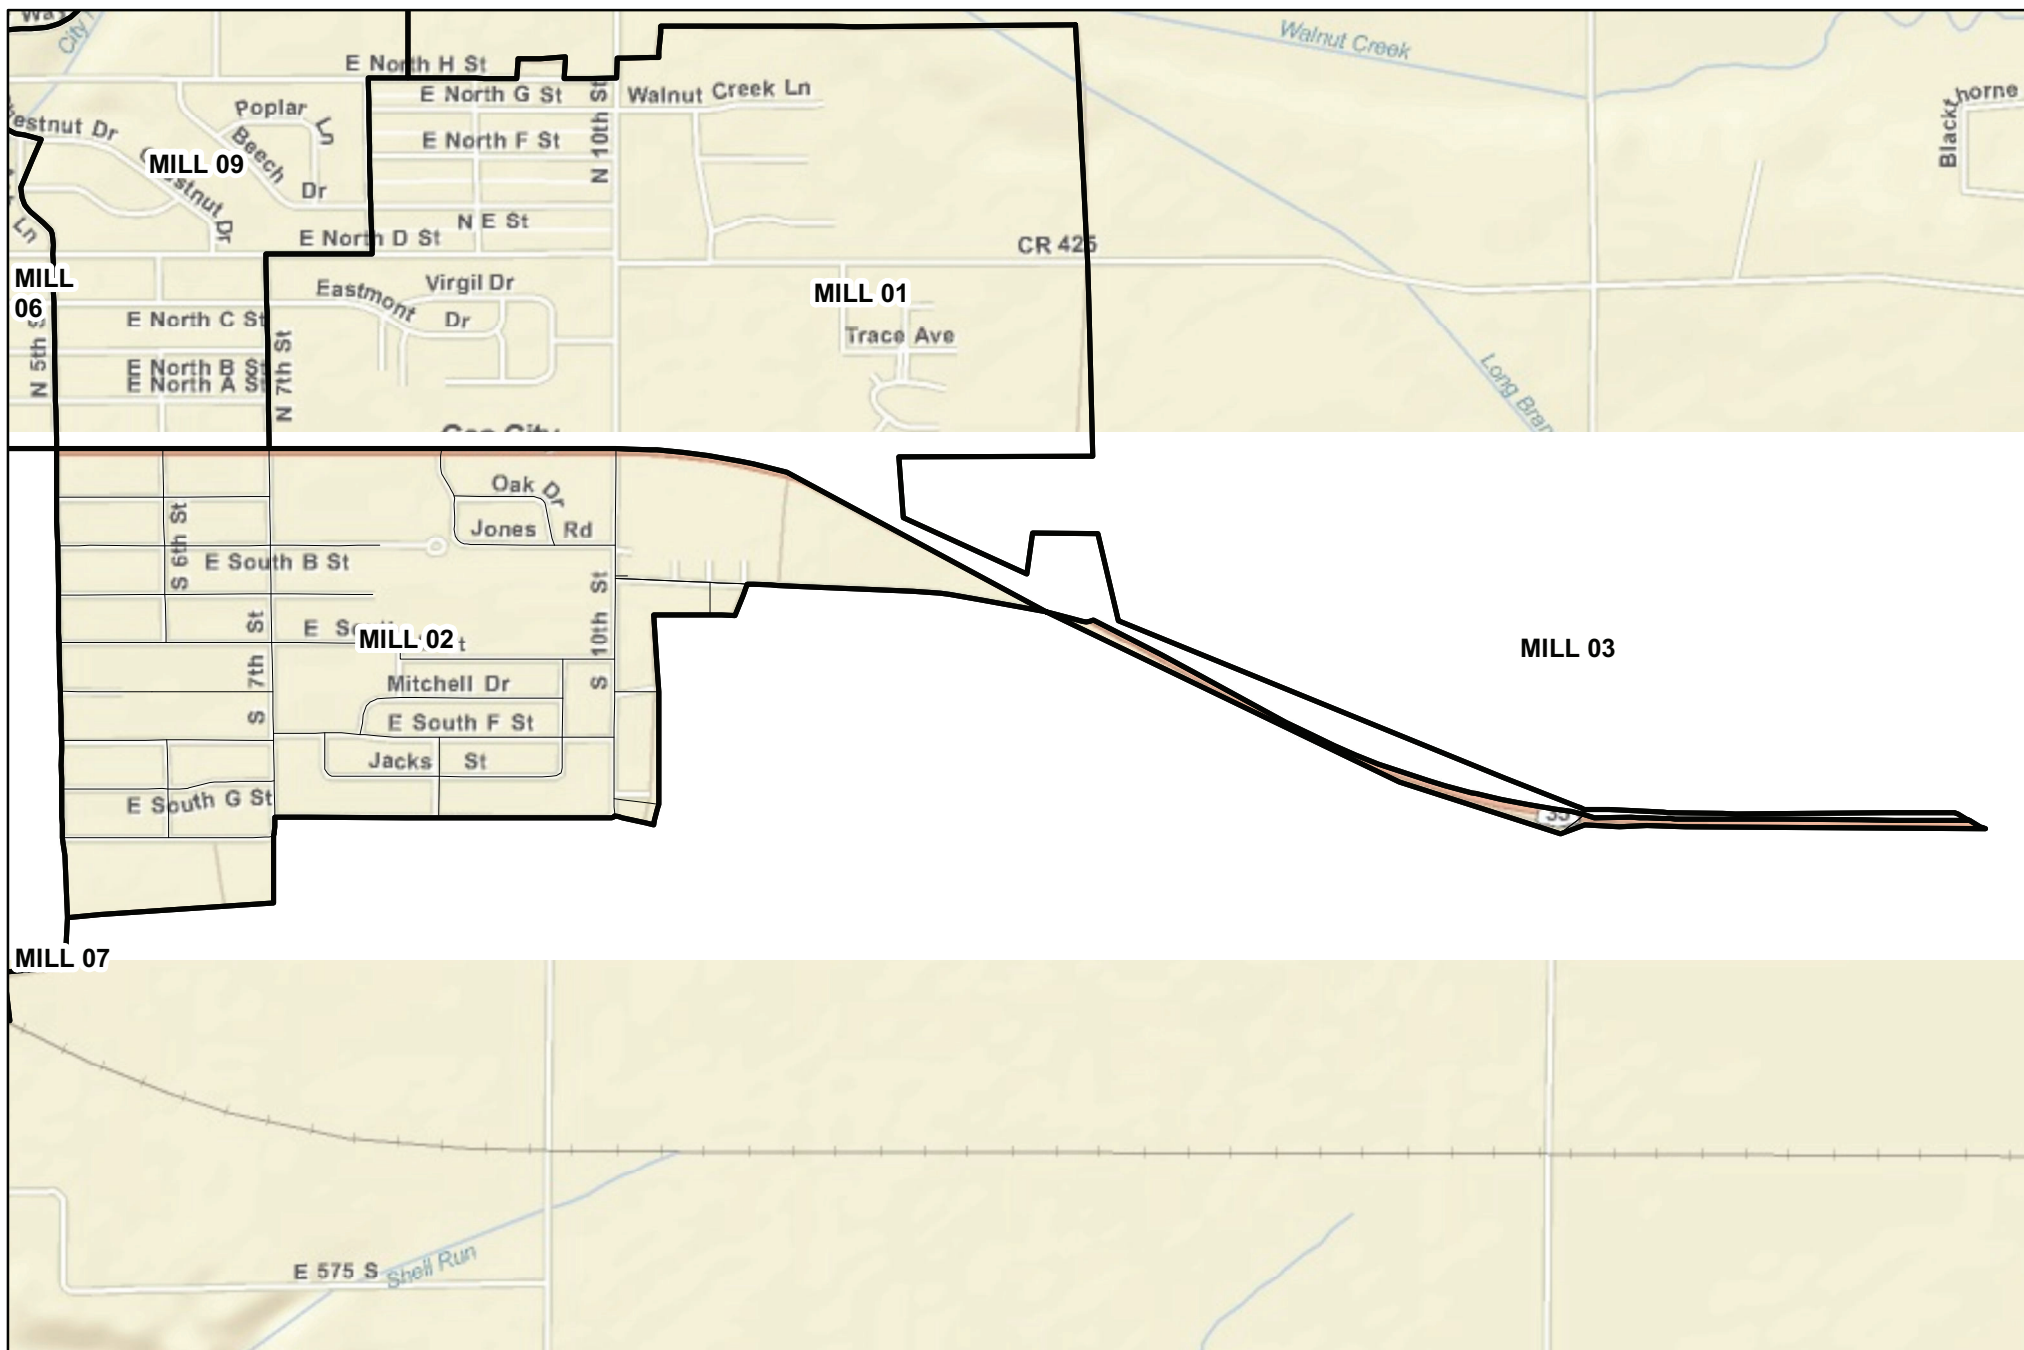 Walnut Creek
E North H St
E North G St
N 10th St
Walnut Creek Ln
Poplar Ln
Beech Dr
E North F St
MILL 09
N E St
E North D St
CR 425
MILL 06
Eastmont Dr
Virgil Dr
MILL 01
E North C St
Trace Ave
N 5th
E North B St
E North A St
N 7th St
Oak Dr
Jones Rd
S 6th St
E South B St
S 7th St
MILL 02
S 10th St
MILL 03
Mitchell Dr
E South F St
Jacks St
E South G St
MILL 07
E 575 S
Shell Run